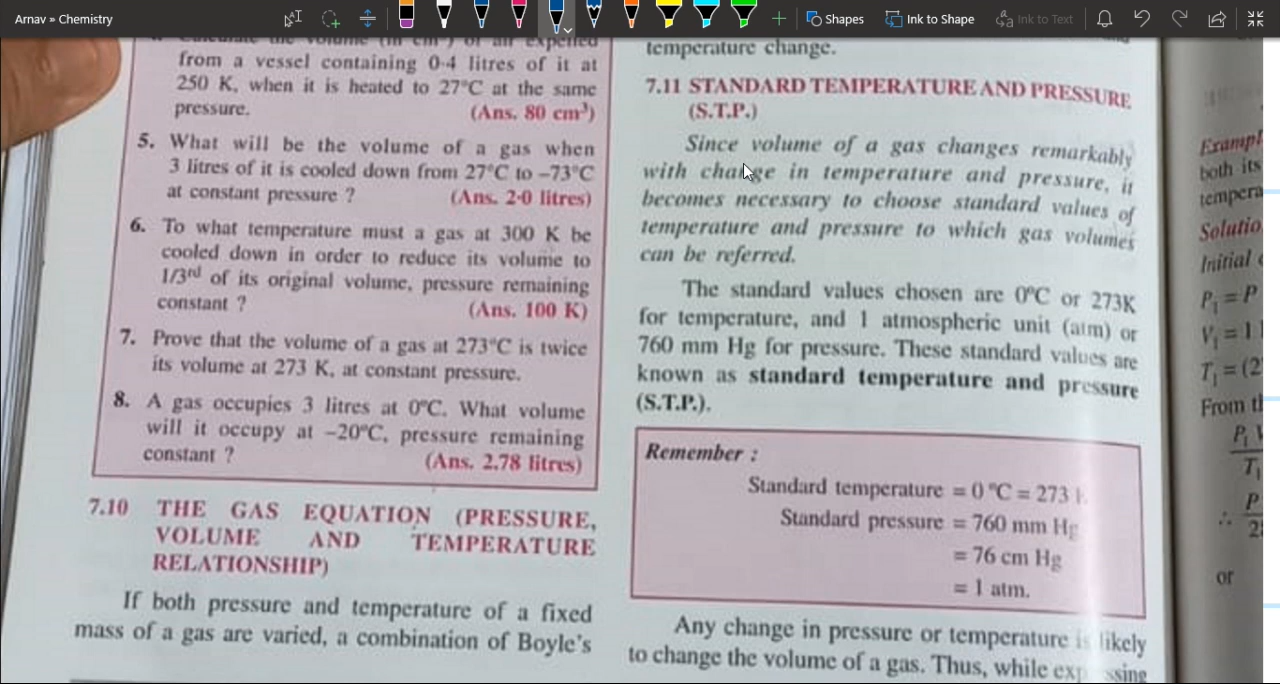 Arnav » Chemistry
Shapes
Ink to Shape
Ink to Text
from a vessel containing 0·4 litres of it at
250 K, when it is heated to 27°C at the same
pressure. (Ans. 80 cm³)
5. What will be the volume of a gas when
3 litres of it is cooled down from 27°C to –73°C
at constant pressure ? (Ans. 2·0 litres)
6. To what temperature must a gas at 300 K be
cooled down in order to reduce its volume to
1/3rd of its original volume, pressure remaining
constant ? (Ans. 100 K)
7. Prove that the volume of a gas at 273°C is twice
its volume at 273 K, at constant pressure.
8. A gas occupies 3 litres at 0°C. What volume
will it occupy at –20°C, pressure remaining
constant ? (Ans. 2.78 litres)
7.10 THE GAS EQUATION (PRESSURE,
VOLUME AND TEMPERATURE
RELATIONSHIP)
If both pressure and temperature of a fixed
mass of a gas are varied, a combination of Boyle's
temperature change.
7.11 STANDARD TEMPERATURE AND PRESSURE
(S.T.P.)
Since volume of a gas changes remarkably
with change in temperature and pressure, it
becomes necessary to choose standard values of
temperature and pressure to which gas volumes
can be referred.
The standard values chosen are 0°C or 273K
for temperature, and 1 atmospheric unit (atm) or
760 mm Hg for pressure. These standard values are
known as standard temperature and pressure
(S.T.P.).
Remember :
Standard temperature = 0 °C = 273
Standard pressure = 760 mm Hg
= 76 cm Hg
= 1 atm.
Any change in pressure or temperature is likely
to change the volume of a gas. Thus, while
both its
Initial
P₁ = P
V₁ = 1
T₁ = (2
From
P₁ V
T₁
∴ P
or